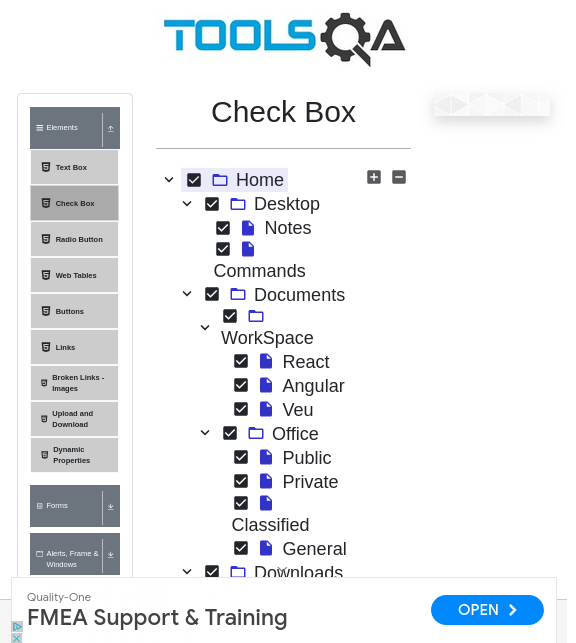 TOOLSQA
Check Box
Elements
Text Box
Check Box
Radio Button
Web Tables
Buttons
Links
Broken Links -
Images
Upload and
Download
Dynamic
Properties
Forms
Alerts, Frame &
Windows
Home
Desktop
Notes
Commands
Documents
WorkSpace
React
Angular
Veu
Office
Public
Private
Classified
General
Downloads
Quality-One
FMEA Support & Training
OPEN